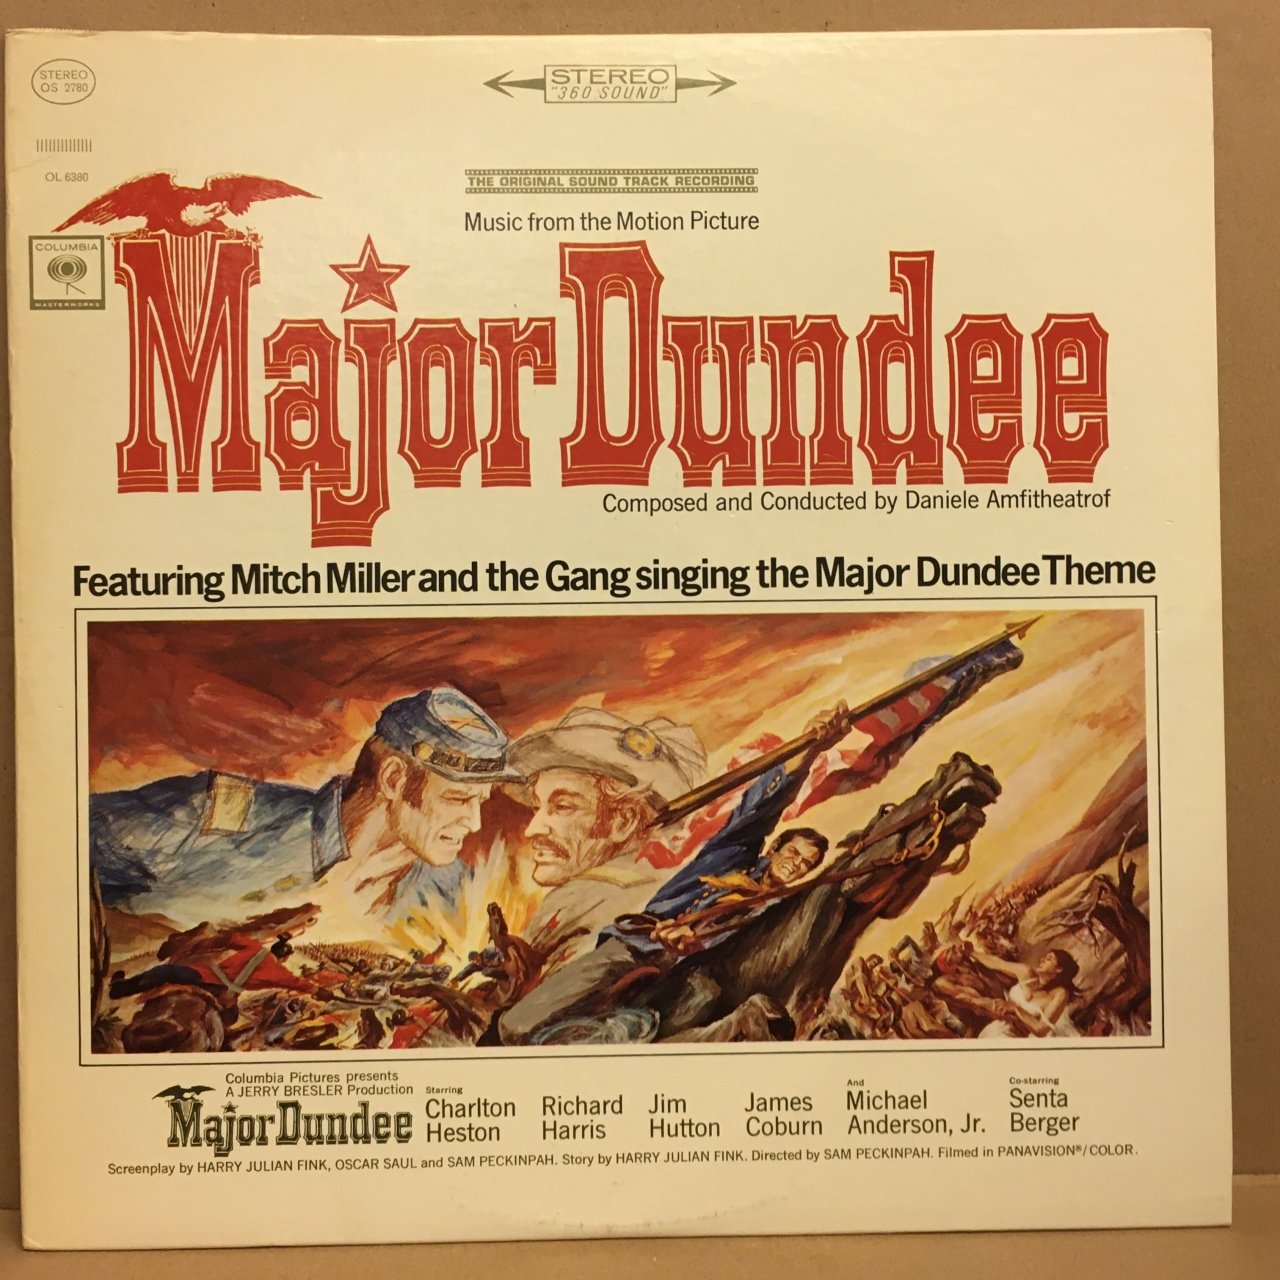 STEREO
OS 2780
STEREO
"360 SOUND"
OL 6380
THE ORIGINAL SOUND TRACK RECORDING
Music from the Motion Picture
COLUMBIA
MASTERWORKS
Major Dundee
Composed and Conducted by Daniele Amfitheatrof
Featuring Mitch Miller and the Gang singing the Major Dundee Theme
Columbia Pictures presents
A JERRY BRESLER Production
Major Dundee
Starring
Charlton
Heston
Richard
Harris
Jim
Hutton
James
Coburn
And
Michael
Anderson, Jr.
Co-starring
Senta
Berger
Screenplay by HARRY JULIAN FINK, OSCAR SAUL and SAM PECKINPAH. Story by HARRY JULIAN FINK. Directed by SAM PECKINPAH. Filmed in PANAVISION®/COLOR.